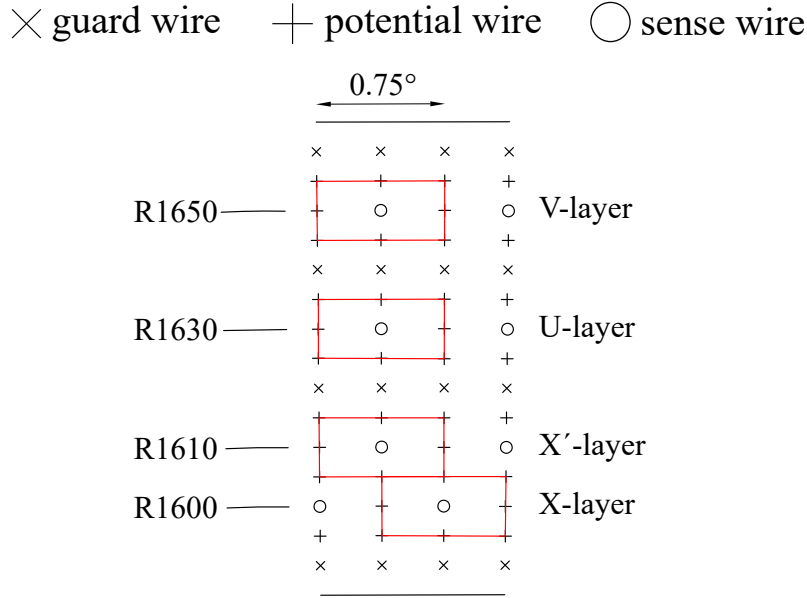 guard wire potential wire sense wire
0.75°
R1650 V-layer
R1630 U-layer
R1610 X´-layer
R1600 X-layer